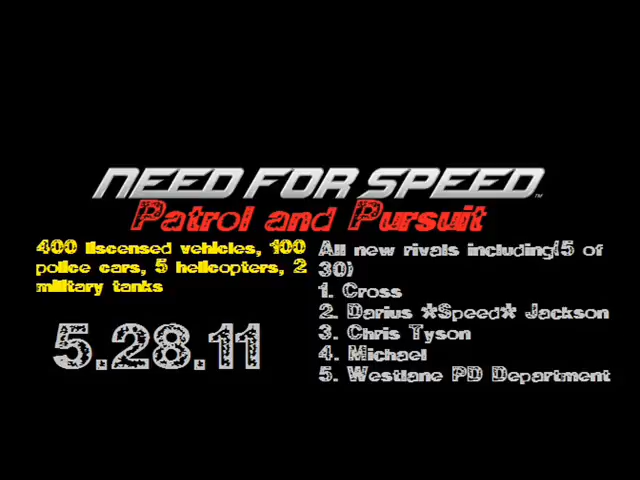 NEED FOR SPEED™
Patrol and Pursuit
400 liscensed vehicles, 100
police cars, 5 helicopters, 2
military tanks
5.28.11
All new rivals including(5 of
30)
1. Cross
2. Darius *Speed* Jackson
3. Chris Tyson
4. Michael
5. Westlane PD Department